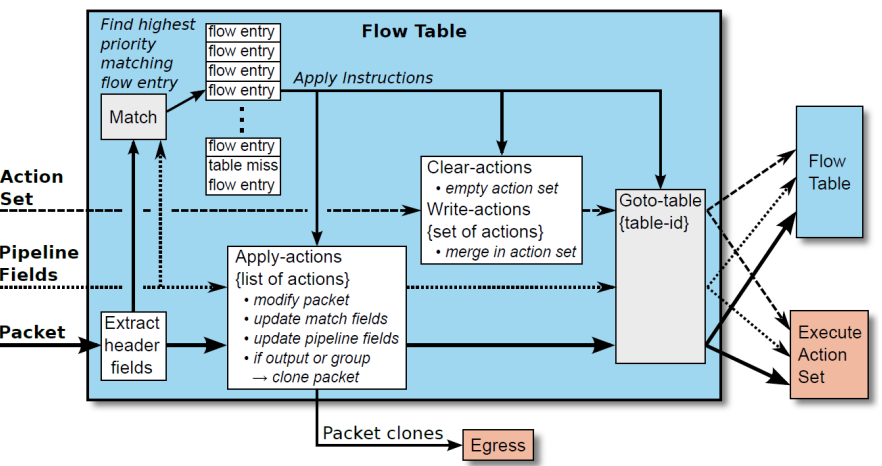 Find highest
priority
matching
flow entry
Flow Table
flow entry
flow entry
flow entry
flow entry
Apply Instructions
Match
flow entry
table miss
flow entry
Action
Set
Clear-actions
• empty action set
Write-actions
{set of actions}
• merge in action set
Goto-table
{table-id}
Flow
Table
Pipeline
Fields
Apply-actions
{list of actions}
• modify packet
• update match fields
• update pipeline fields
• if output or group
→ clone packet
Packet
Extract
header
fields
Execute
Action
Set
Packet clones
Egress